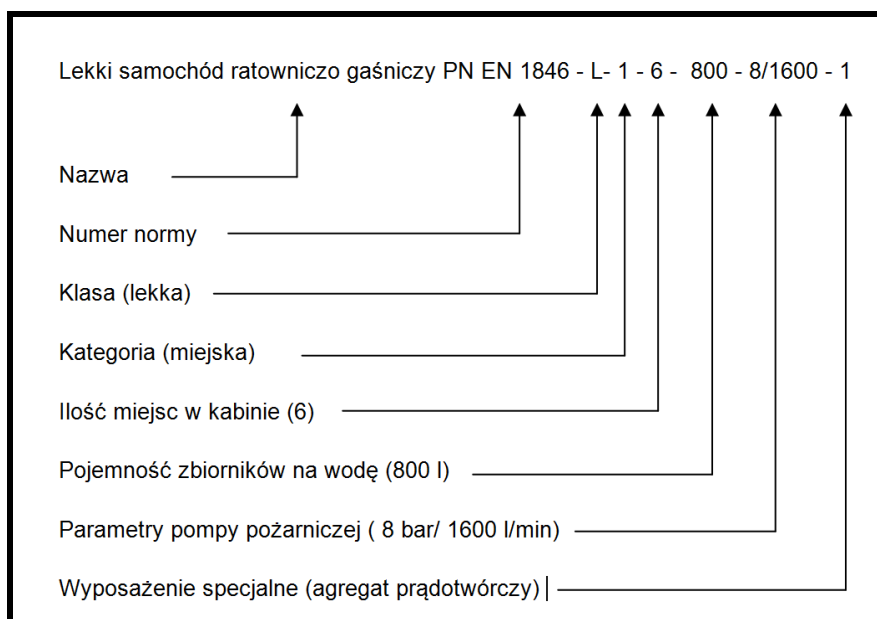 Lekki samochód ratowniczo gaśniczy PN EN 1846 - L- 1 - 6 - 800 - 8/1600 - 1
Nazwa
Numer normy
Klasa (lekka)
Kategoria (miejska)
Ilość miejsc w kabinie (6)
Pojemność zbiorników na wodę (800 l)
Parametry pompy pożarniczej ( 8 bar/ 1600 l/min)
Wyposażenie specjalne (agregat prądotwórczy)